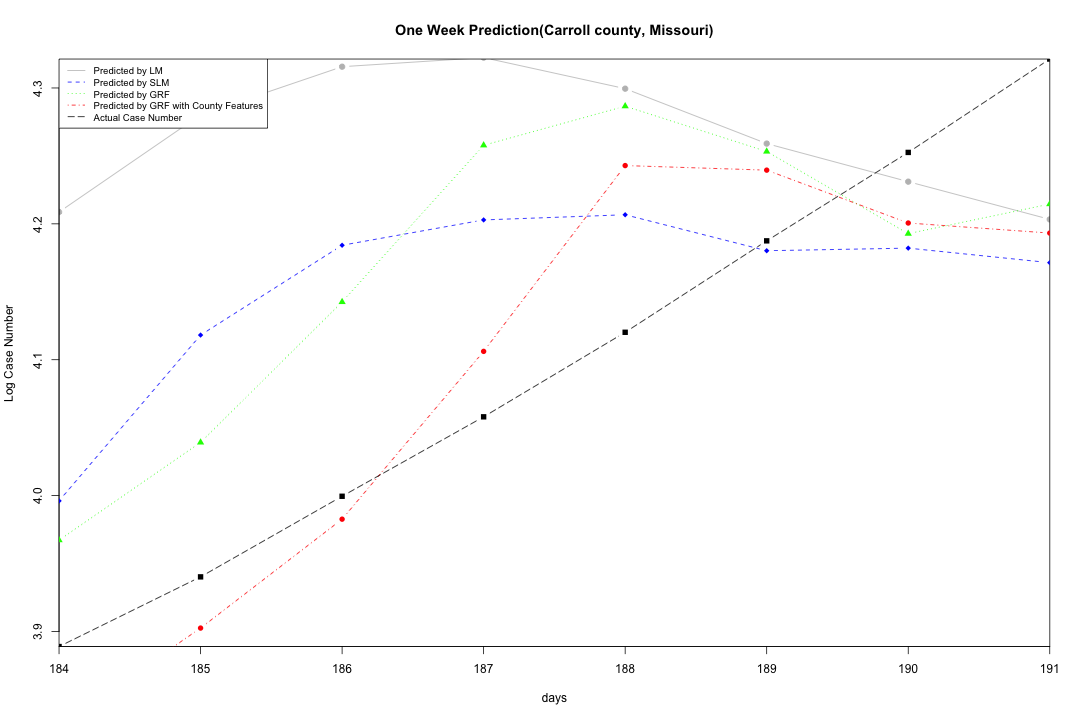 One Week Prediction(Carroll county, Missouri)
Predicted by LM
Predicted by SLM
Predicted by GRF
Predicted by GRF with County Features
Actual Case Number
4.3
4.2
4.1
4.0
3.9
Log Case Number
184 185 186 187 188 189 190 191
days